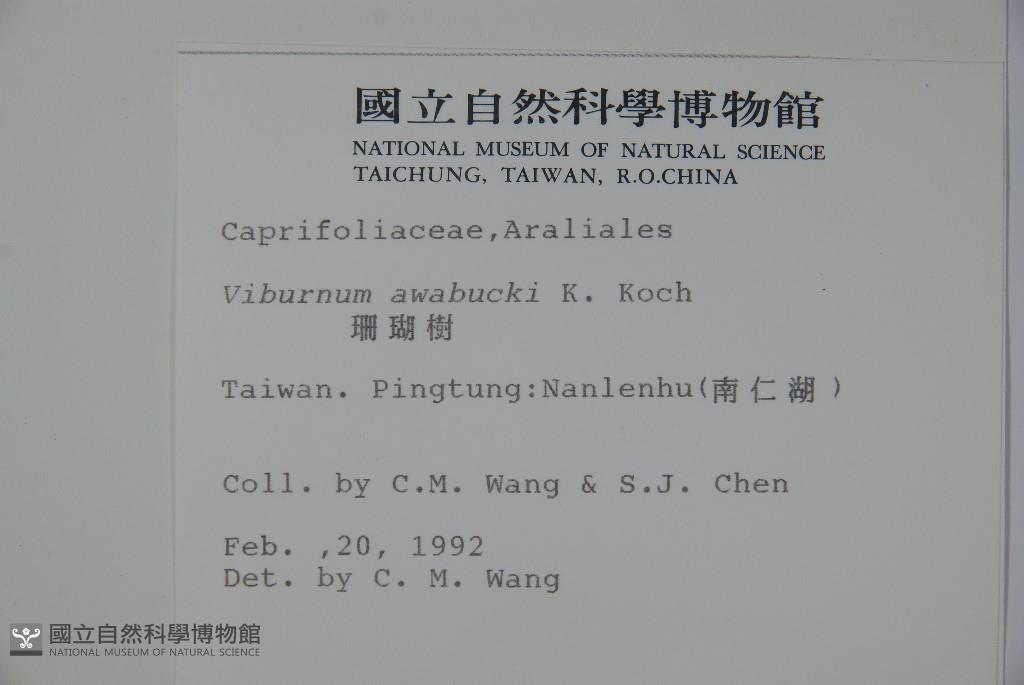 國立自然科學博物館
NATIONAL MUSEUM OF NATURAL SCIENCE
TAICHUNG, TAIWAN, R.O.CHINA
Caprifoliaceae,Araliales
Viburnum awabucki K. Koch
珊瑚樹
Taiwan. Pingtung:Nanlenhu(南仁湖)
Coll. by C.M. Wang & S.J. Chen
Feb. ,20, 1992
Det. by C. M. Wang
國立自然科學博物館
NATIONAL MUSEUM OF NATURAL SCIENCE